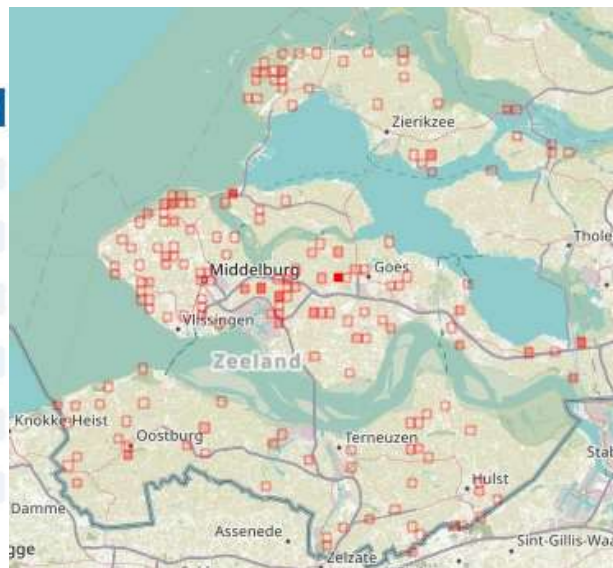 Zierikzee
Thole
Middelburg
Goes
Vlissingen
Zeeland
Knokke-Heist
Oostburg
Terneuzen
Stab
Hulst
Damme
Assenede
Sint-Gillis-Waa
gge
Zelzate